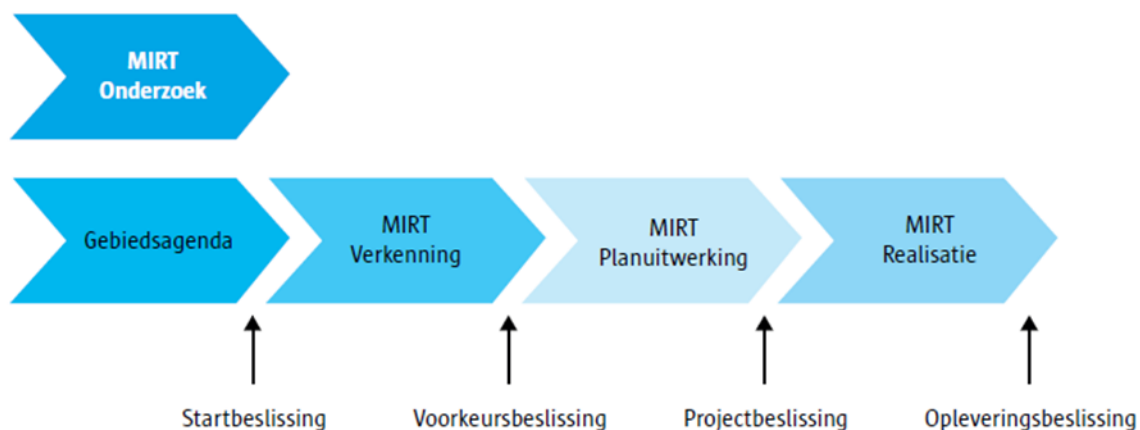 MIRT
Onderzoek
Gebiedsagenda
MIRT
Verkenning
MIRT
Planuitwerking
MIRT
Realisatie
Startbeslissing
Voorkeursbeslissing
Projectbeslissing
Opleveringsbeslissing